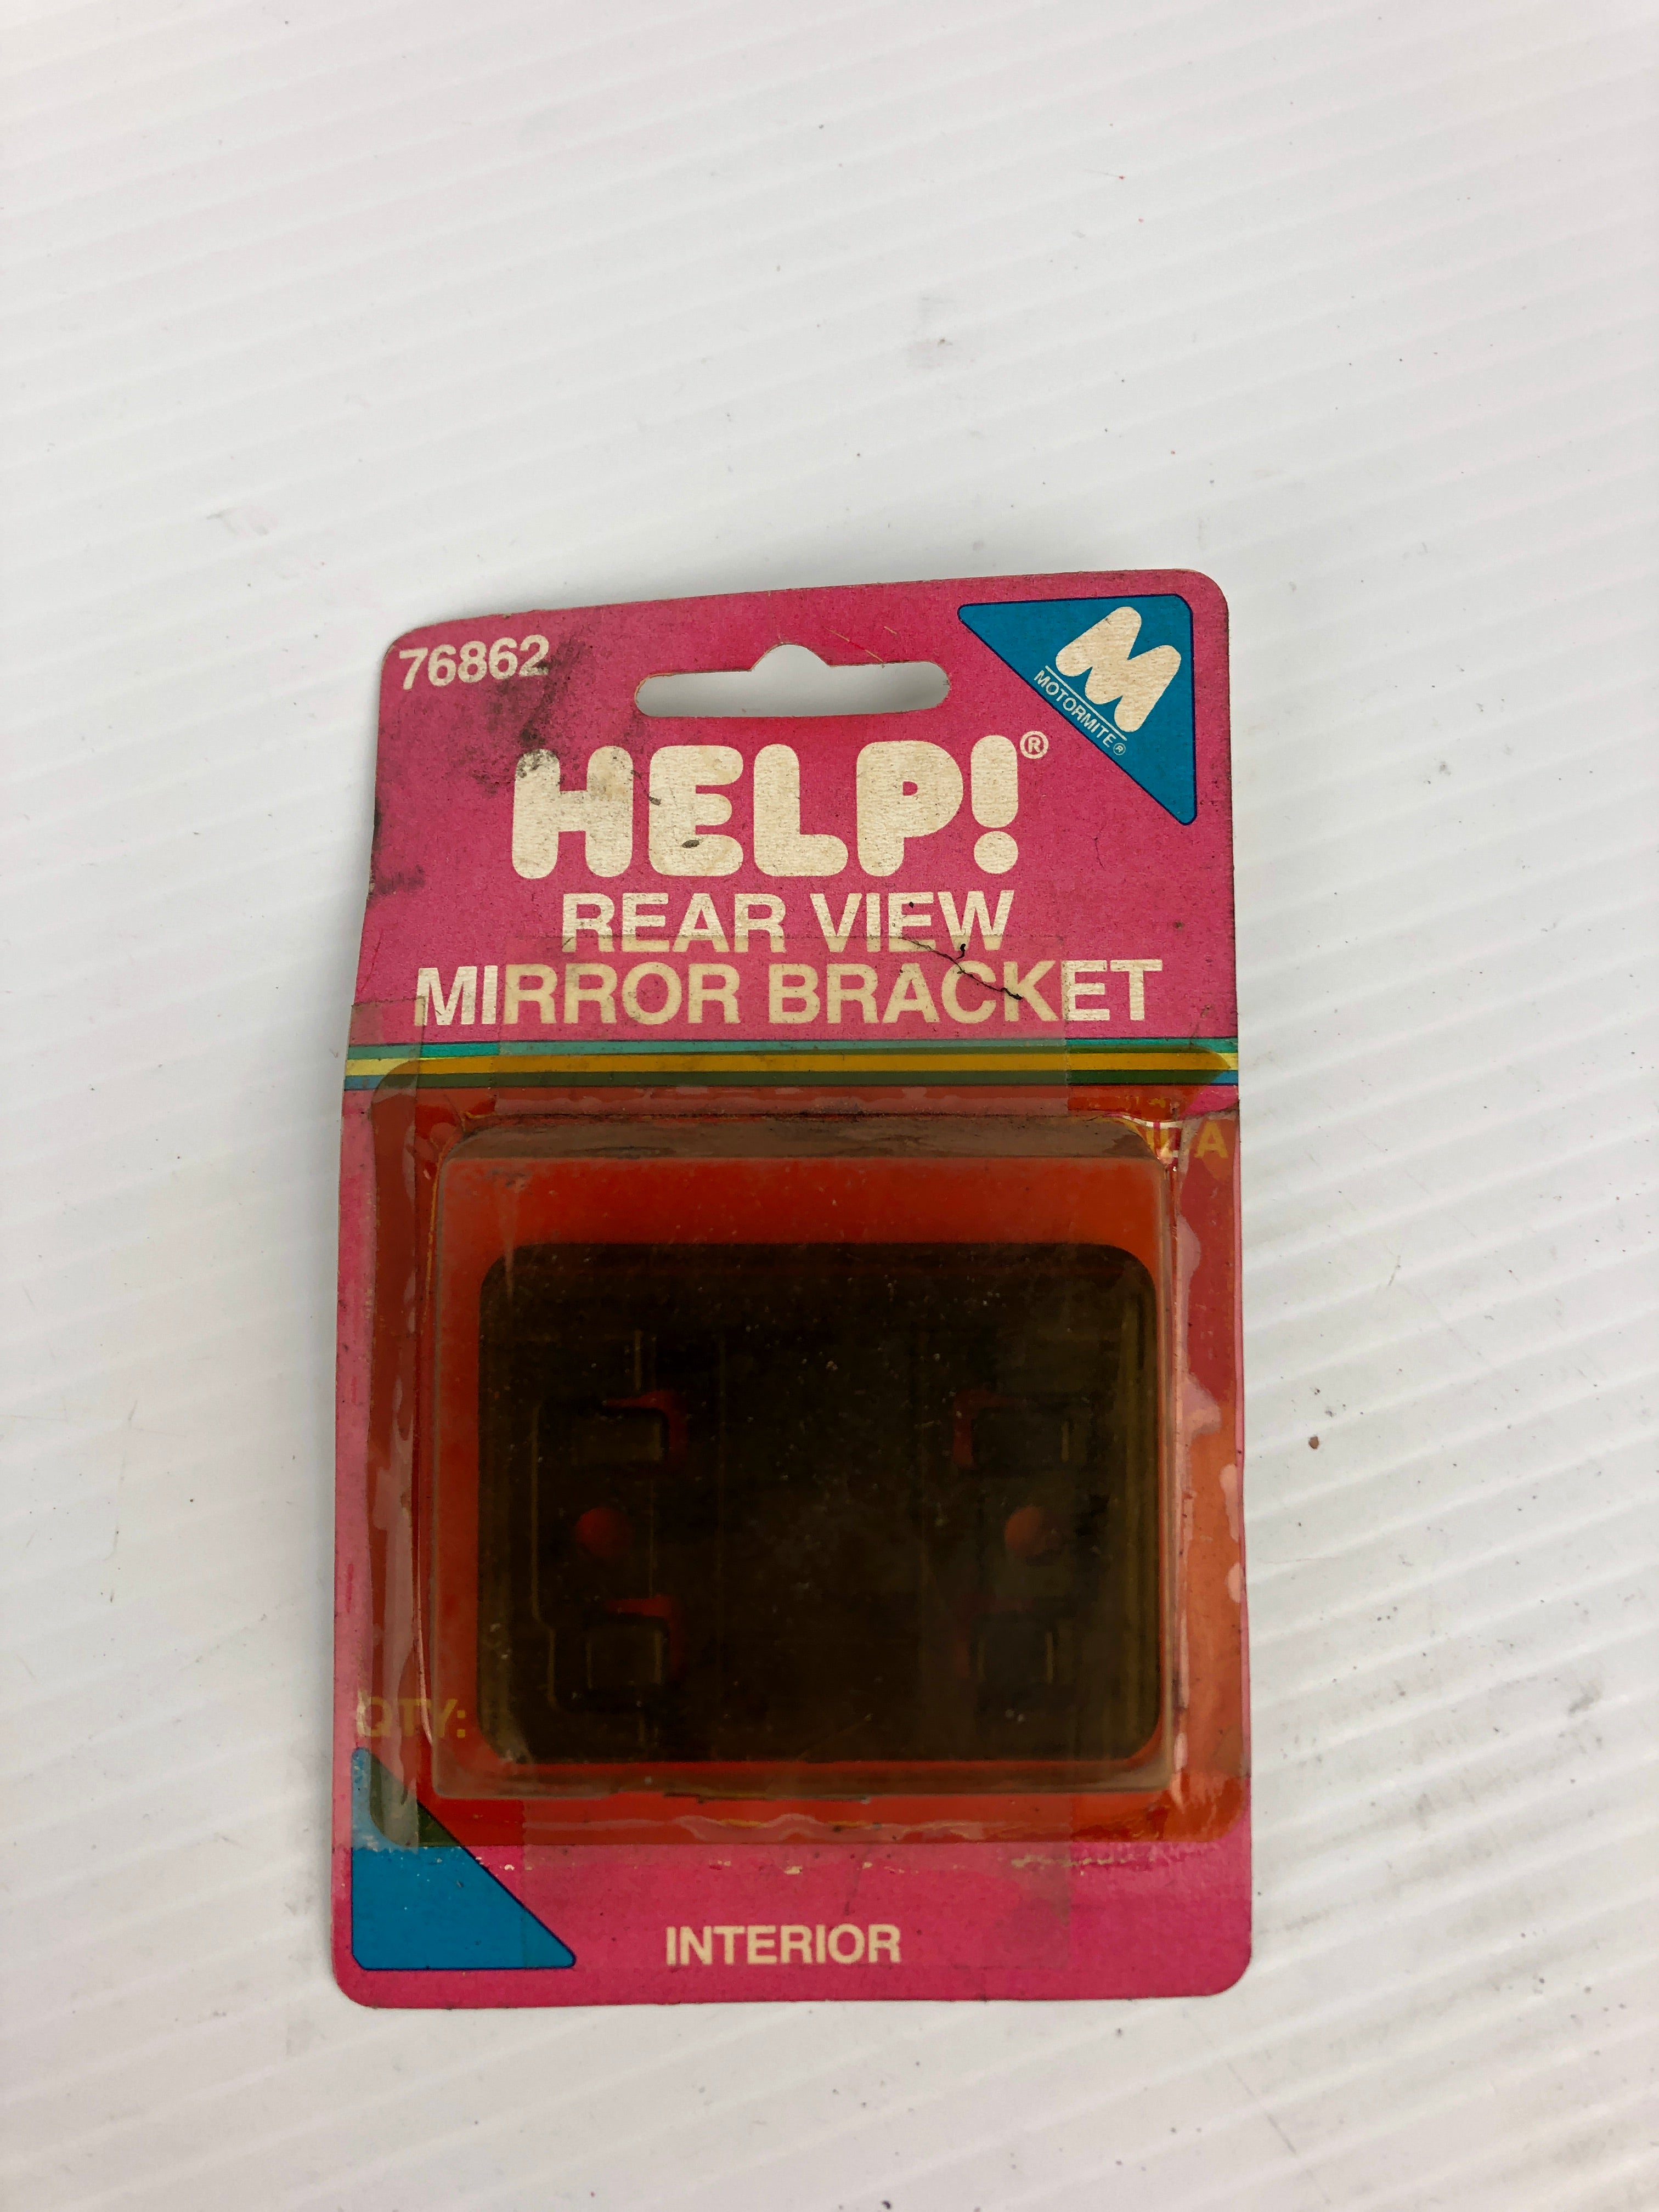 76862
M
MOTORMITE®
HELP!®
REAR VIEW
MIRROR BRACKET
QTY:
INTERIOR